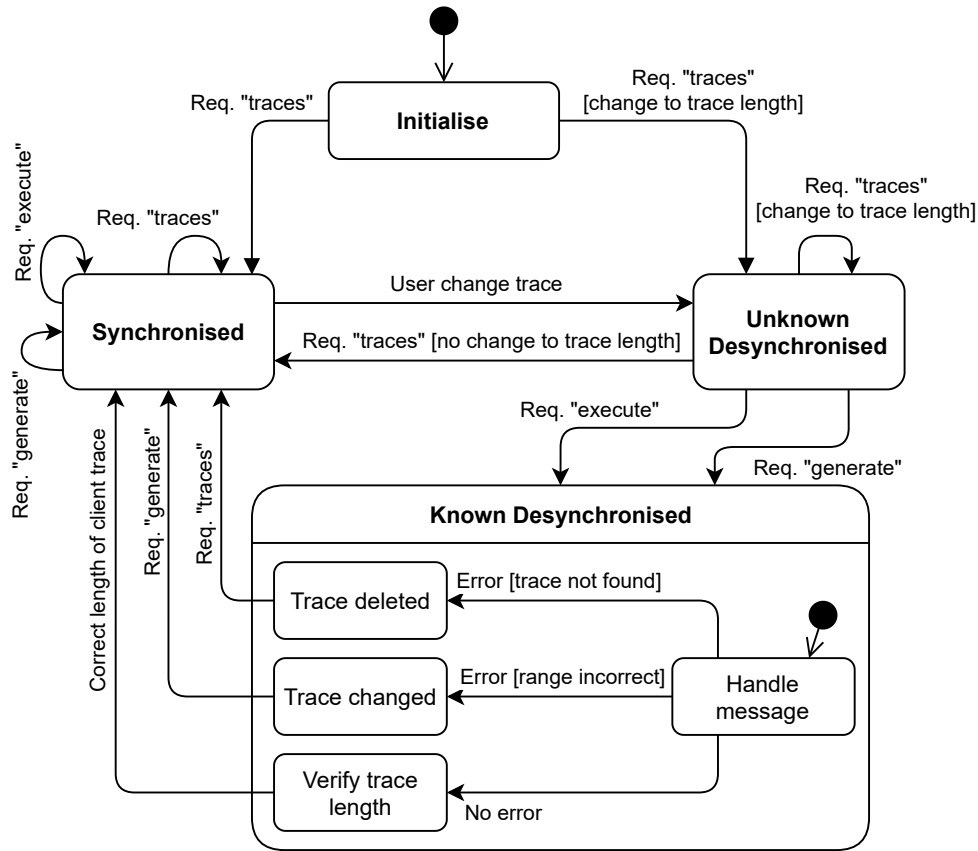 Req. "traces"
Req. "traces"
[change to trace length]
Initialise
Req. "execute"
Req. "traces"
Req. "traces"
[change to trace length]
User change trace
Synchronised
Unknown
Desynchronised
Req. "traces" [no change to trace length]
Req. "generate"
Req. "execute"
Req. "generate"
Correct length of client trace
Req. "generate"
Req. "traces"
Known Desynchronised
Error [trace not found]
Trace deleted
Error [range incorrect]
Trace changed
Handle
message
Verify trace
length
No error